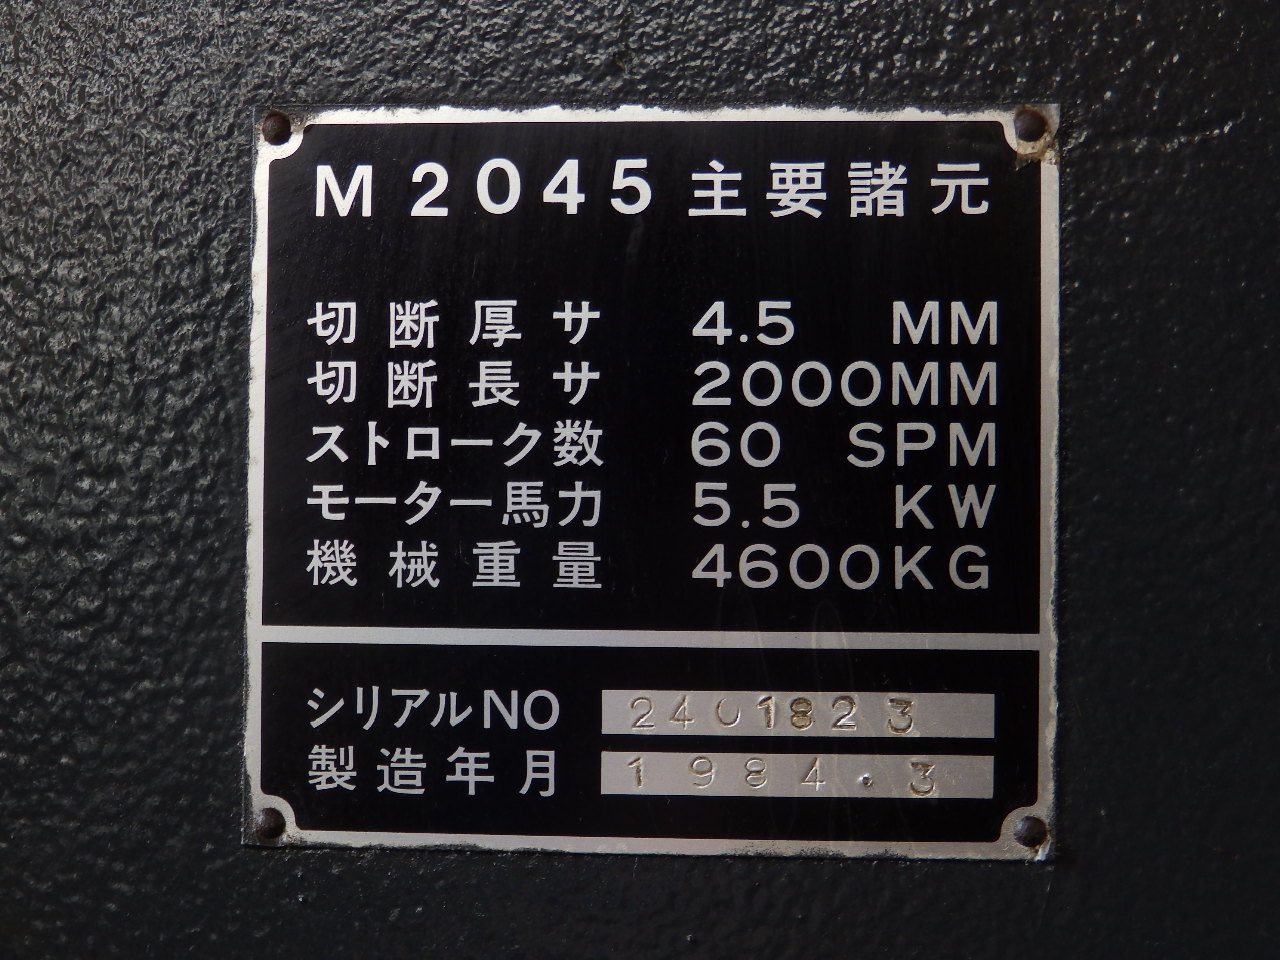 M2045 主要諸元
切断厚サ 4.5 MM
切断長サ 2000MM
ストローク数 60 SPM
モーター馬力 5.5 KW
機械重量 4600KG
シリアルNO 2401823
製造年月 1984.3